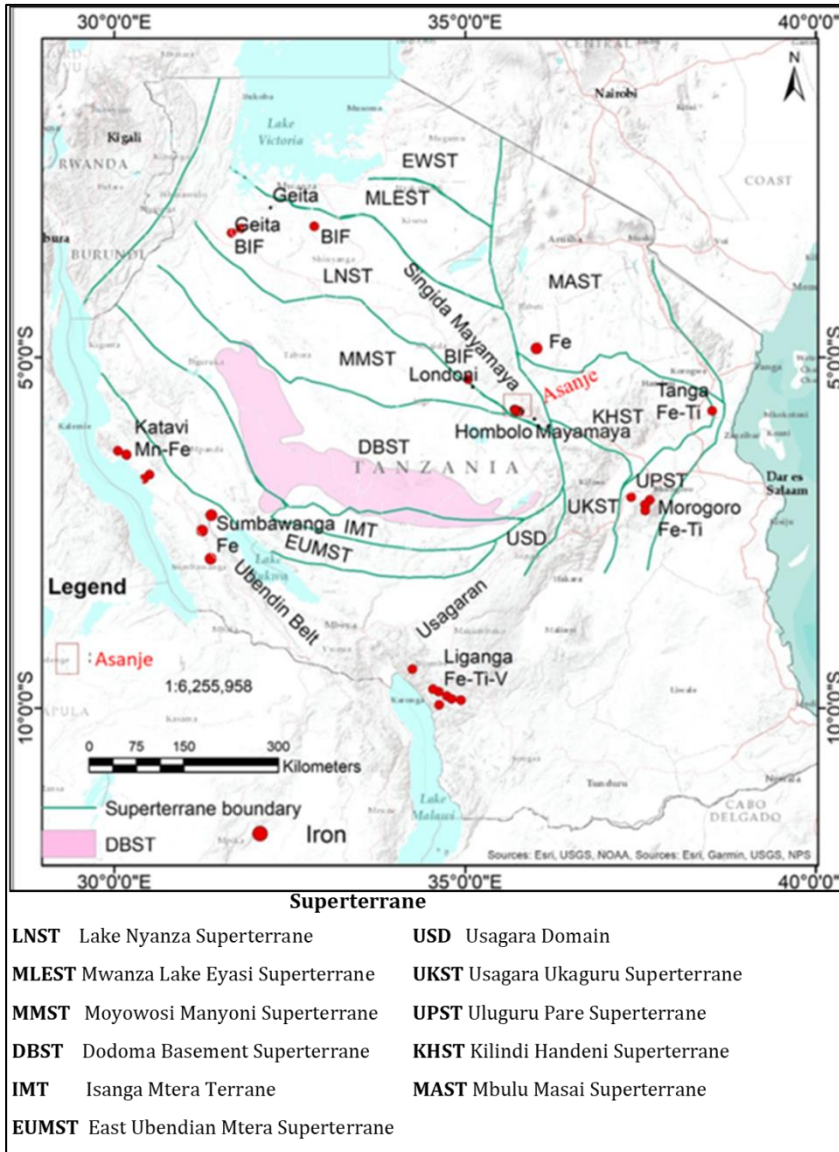 30°0'0"E 35°0'0"E 40°0'0"E
N
CENTRAL
Nairobi
Kigali
Lake
Victoria
RWANDA
EWST
COAST
MLEST
Geita
Geita
BIF
BIF
BURUNDI
LNST
MAST
Singida Mayamaya
Fe
5°0'0"S
5°0'0"S
MMST
BIF
Londoni
Asanje
Tanga
Fe-Ti
KHST
Hombolo Mayamaya
Katavi
Mn-Fe
DBST
TANZANIA
Dar es
Salaam
UPST
UKST
Morogoro
Fe-Ti
Sumbawanga
Fe
IMT
USD
EUMST
Legend
Ubendin Belt
Usagaran
Asanje
Liganga
Fe-Ti-V
1:6,255,958
10°0'0"S
10°0'0"S
0 75 150 300
Kilometers
Superterrane boundary
Tunduru
Lake
Malawi
CABO
DELGADO
Iron
DBST
Sources: Esri, USGS, NOAA, Sources: Esri, Garmin, USGS, NPS
30°0'0"E 35°0'0"E 40°0'0"E
Superterrane
LNST Lake Nyanza Superterrane
USD Usagara Domain
MLEST Mwanza Lake Eyasi Superterrane
UKST Usagara Ukaguru Superterrane
MMST Moyowosi Manyoni Superterrane
UPST Uluguru Pare Superterrane
DBST Dodoma Basement Superterrane
KHST Kilindi Handeni Superterrane
IMT Isanga Mtera Terrane
MAST Mbulu Masai Superterrane
EUMST East Ubendian Mtera Superterrane